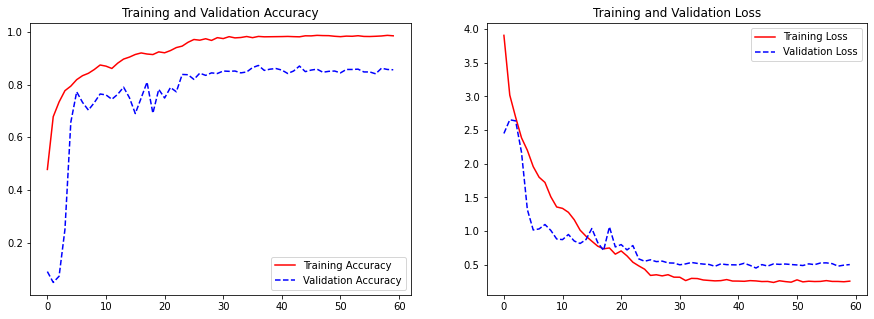 Training and Validation Accuracy
1.0
0.8
0.6
0.4
0.2
0 10 20 30 40 50 60
Training Accuracy
Validation Accuracy
Training and Validation Loss
4.0
3.5
3.0
2.5
2.0
1.5
1.0
0.5
0 10 20 30 40 50 60
Training Loss
Validation Loss